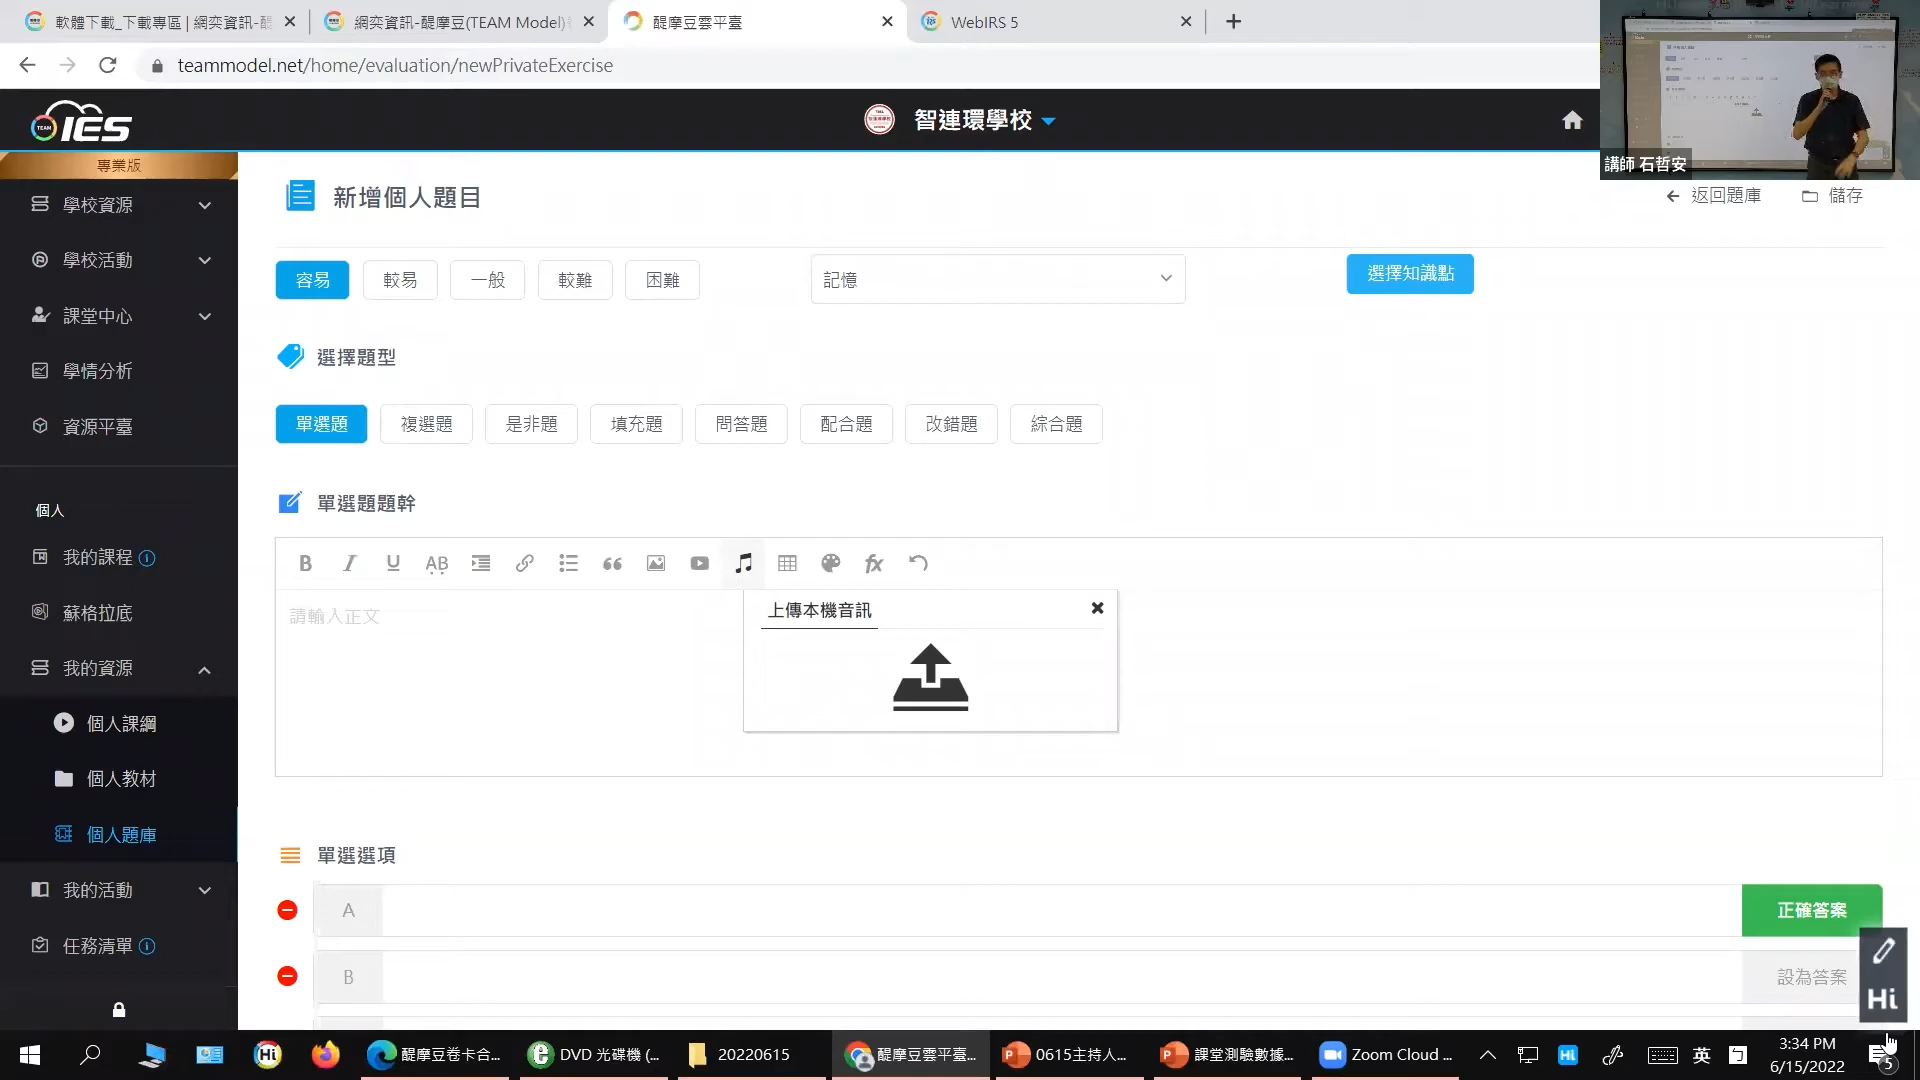 軟體下載_下載專區 | 網奕資訊-醍
網奕資訊-醍摩豆(TEAM Model)
醍摩豆雲平臺
WebIRS 5
teammodel.net/home/evaluation/newPrivateExercise
TEAM IES
智連環學校
講師 石哲安
專業版
學校資源
學校活動
課堂中心
學情分析
資源平臺
個人
我的課程
蘇格拉底
我的資源
個人課綱
個人教材
個人題庫
我的活動
任務清單
新增個人題目
返回題庫
儲存
容易 較易 一般 較難 困難
記憶
選擇知識點
選擇題型
單選題 複選題 是非題 填充題 問答題 配合題 改錯題 綜合題
單選題題幹
B I U AB fx
請輸入正文
上傳本機音訊
單選選項
A
正確答案
B
設為答案
Hi
醍摩豆卷卡合...
DVD 光碟機 (...
20220615
醍摩豆雲平臺...
0615主持人...
課堂測驗數據...
Zoom Cloud ...
英
3:34 PM
6/15/2022
5